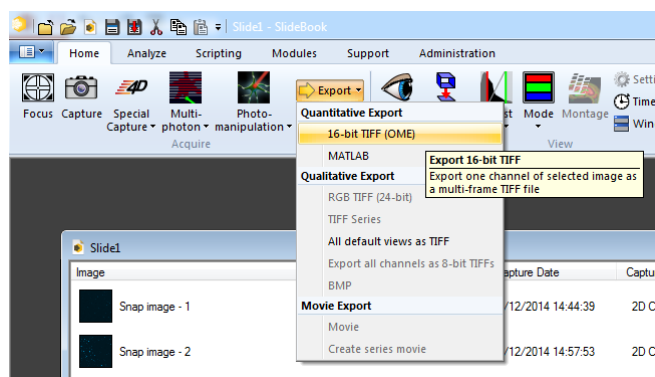 Slide1 - SlideBook
Home Analyze Scripting Modules Support Administration
Focus Capture Special Capture Multi-photon Photo-manipulation Export Mode Montage
Acquire View
Quantitative Export
16-bit TIFF (OME)
MATLAB
Export 16-bit TIFF
Export one channel of selected image as
a multi-frame TIFF file
Qualitative Export
RGB TIFF (24-bit)
TIFF Series
All default views as TIFF
Export all channels as 8-bit TIFFs
BMP
Movie Export
Movie
Create series movie
Slide1
Image apture Date Captu
Snap image - 1 /12/2014 14:44:39 2D C
Snap image - 2 /12/2014 14:57:53 2D C